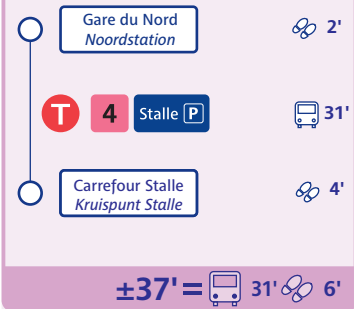 Gare du Nord
Noordstation
2'
T 4 Stalle P
31'
Carrefour Stalle
Kruispunt Stalle
4'
±37' = 31' 6'